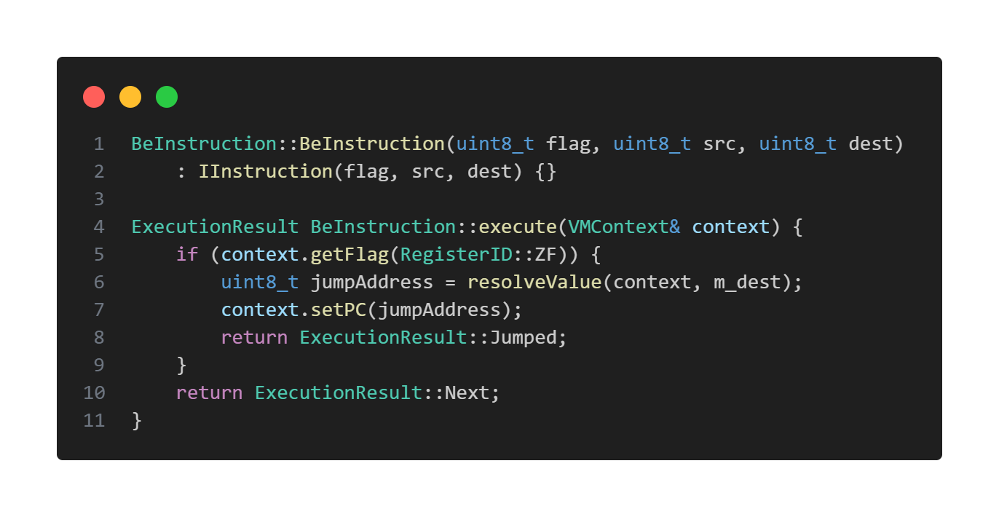 1 BeInstruction::BeInstruction(uint8_t flag, uint8_t src, uint8_t dest)
2     : IInstruction(flag, src, dest) {}
3
4 ExecutionResult BeInstruction::execute(VMContext& context) {
5     if (context.getFlag(RegisterID::ZF)) {
6         uint8_t jumpAddress = resolveValue(context, m_dest);
7         context.setPC(jumpAddress);
8         return ExecutionResult::Jumped;
9     }
10     return ExecutionResult::Next;
11 }